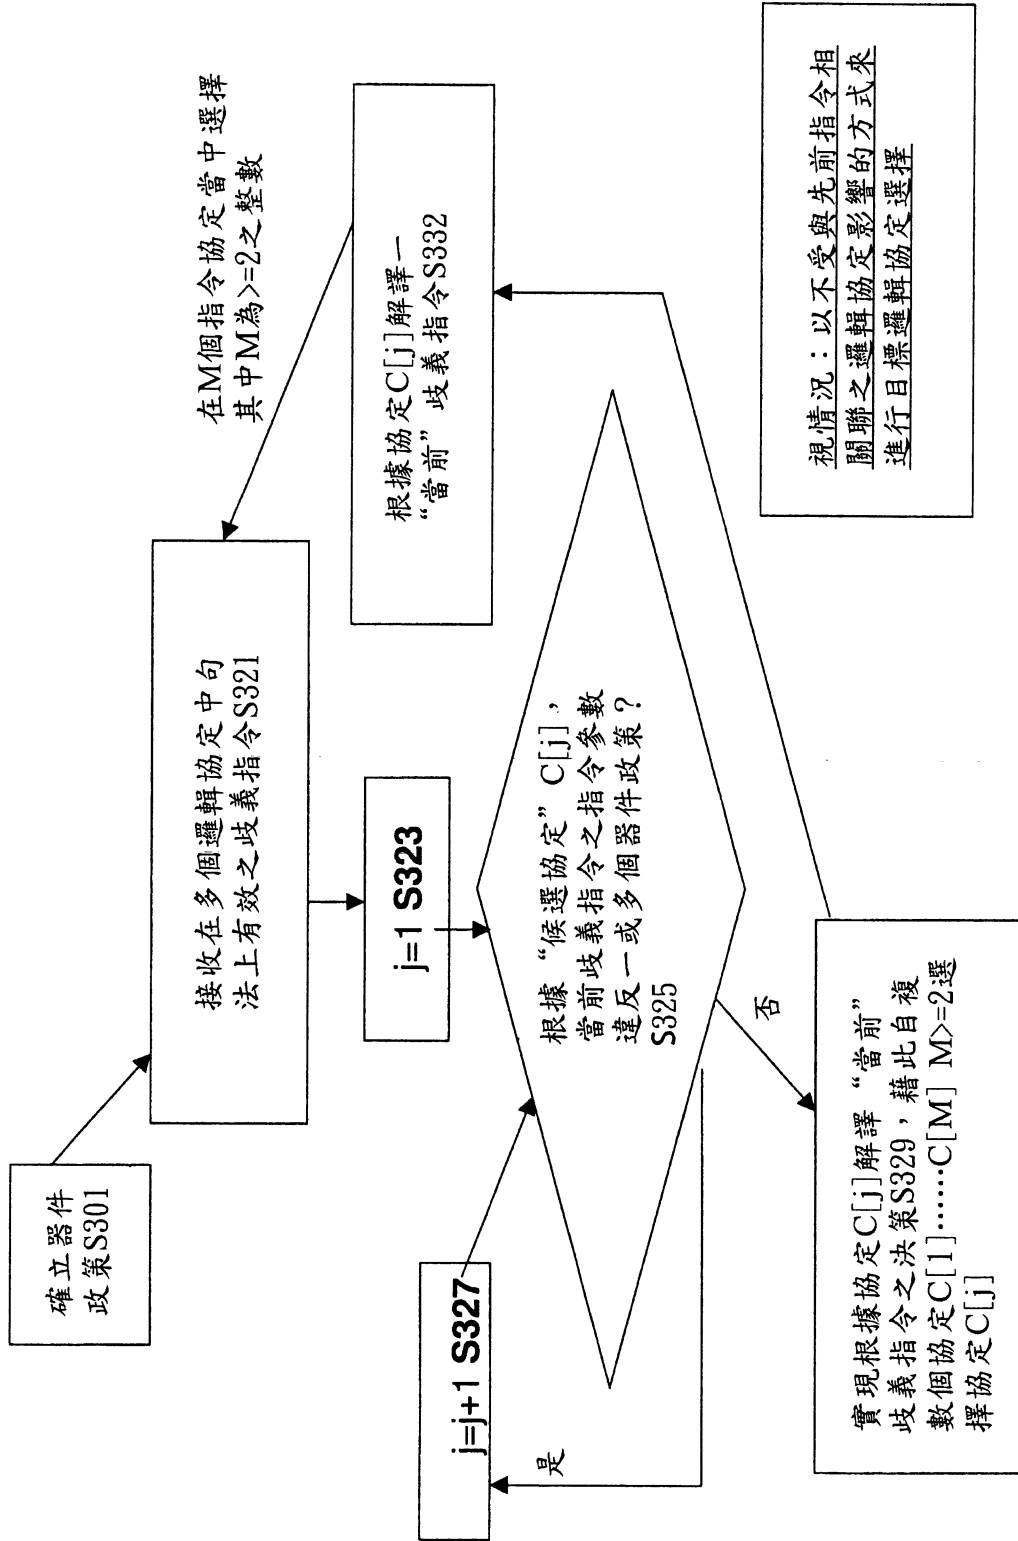 確立器件
政策S301
接收在多個邏輯協定中句
法上有效之歧義指令S321
在M個指令協定當中選擇
其中M為>=2之整數
j=1 S323
根據協定C[j]解譯一
“當前”歧義指令S332
j=j+1 S327
根據“候選協定”C[j],
當前歧義指令之指令參數
違反一或多個器件政策?
S325
是
否
實現根據協定C[j]解譯“當前”
歧義指令之決策S329,藉此自複
數個協定C[1]……C[M] M>=2選
擇協定C[j]
視情況:以不受與先前指令相
關聯之邏輯協定影響的方式來
進行目標邏輯協定選擇